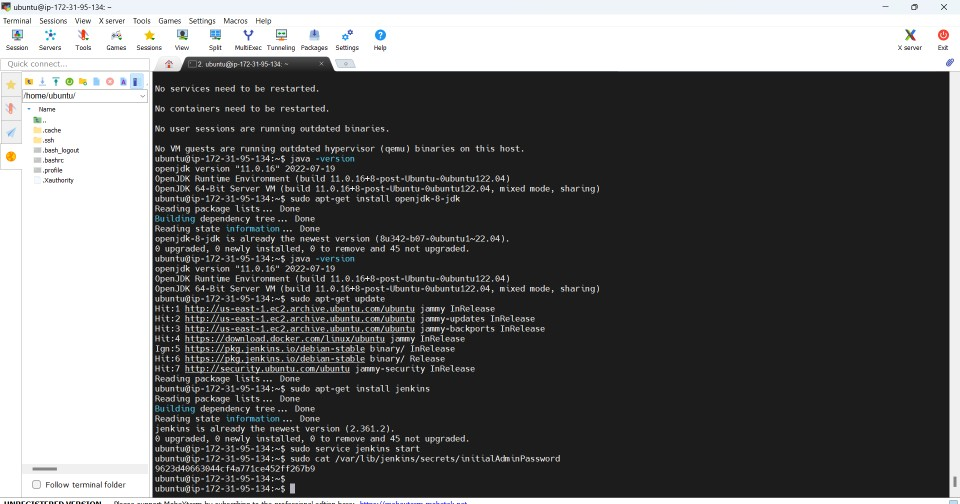 ubuntu@ip-172-31-95-134: ~
Terminal Sessions View X server Tools Games Settings Macros Help
Session Servers Tools Games Sessions View Split MultiExec Tunneling Packages Settings Help X server Exit
Quick connect...
2. ubuntu@ip-172-31-95-134: ~
/home/ubuntu/
Name
..
.cache
.ssh
.bash_logout
.bashrc
.profile
.Xauthority
Follow terminal folder
No services need to be restarted.
No containers need to be restarted.
No user sessions are running outdated binaries.
No VM guests are running outdated hypervisor (qemu) binaries on this host.
ubuntu@ip-172-31-95-134:~$ java -version
openjdk version "11.0.16" 2022-07-19
OpenJDK Runtime Environment (build 11.0.16+8-post-Ubuntu-0ubuntu122.04)
OpenJDK 64-Bit Server VM (build 11.0.16+8-post-Ubuntu-0ubuntu122.04, mixed mode, sharing)
ubuntu@ip-172-31-95-134:~$ sudo apt-get install openjdk-8-jdk
Reading package lists... Done
Building dependency tree... Done
Reading state information... Done
openjdk-8-jdk is already the newest version (8u342-b07-0ubuntu1~22.04).
0 upgraded, 0 newly installed, 0 to remove and 45 not upgraded.
ubuntu@ip-172-31-95-134:~$ java -version
openjdk version "11.0.16" 2022-07-19
OpenJDK Runtime Environment (build 11.0.16+8-post-Ubuntu-0ubuntu122.04)
OpenJDK 64-Bit Server VM (build 11.0.16+8-post-Ubuntu-0ubuntu122.04, mixed mode, sharing)
ubuntu@ip-172-31-95-134:~$ sudo apt-get update
Hit:1 http://us-east-1.ec2.archive.ubuntu.com/ubuntu jammy InRelease
Hit:2 http://us-east-1.ec2.archive.ubuntu.com/ubuntu jammy-updates InRelease
Hit:3 http://us-east-1.ec2.archive.ubuntu.com/ubuntu jammy-backports InRelease
Hit:4 https://download.docker.com/linux/ubuntu jammy InRelease
Ign:5 https://pkg.jenkins.io/debian-stable binary/ InRelease
Hit:6 https://pkg.jenkins.io/debian-stable binary/ Release
Hit:7 http://security.ubuntu.com/ubuntu jammy-security InRelease
Reading package lists... Done
ubuntu@ip-172-31-95-134:~$ sudo apt-get install jenkins
Reading package lists... Done
Building dependency tree... Done
Reading state information... Done
jenkins is already the newest version (2.361.2).
0 upgraded, 0 newly installed, 0 to remove and 45 not upgraded.
ubuntu@ip-172-31-95-134:~$ sudo service jenkins start
ubuntu@ip-172-31-95-134:~$ sudo cat /var/lib/jenkins/secrets/initialAdminPassword
9623d40663044cf4a771ce452ff267b9
ubuntu@ip-172-31-95-134:~$
ubuntu@ip-172-31-95-134:~$